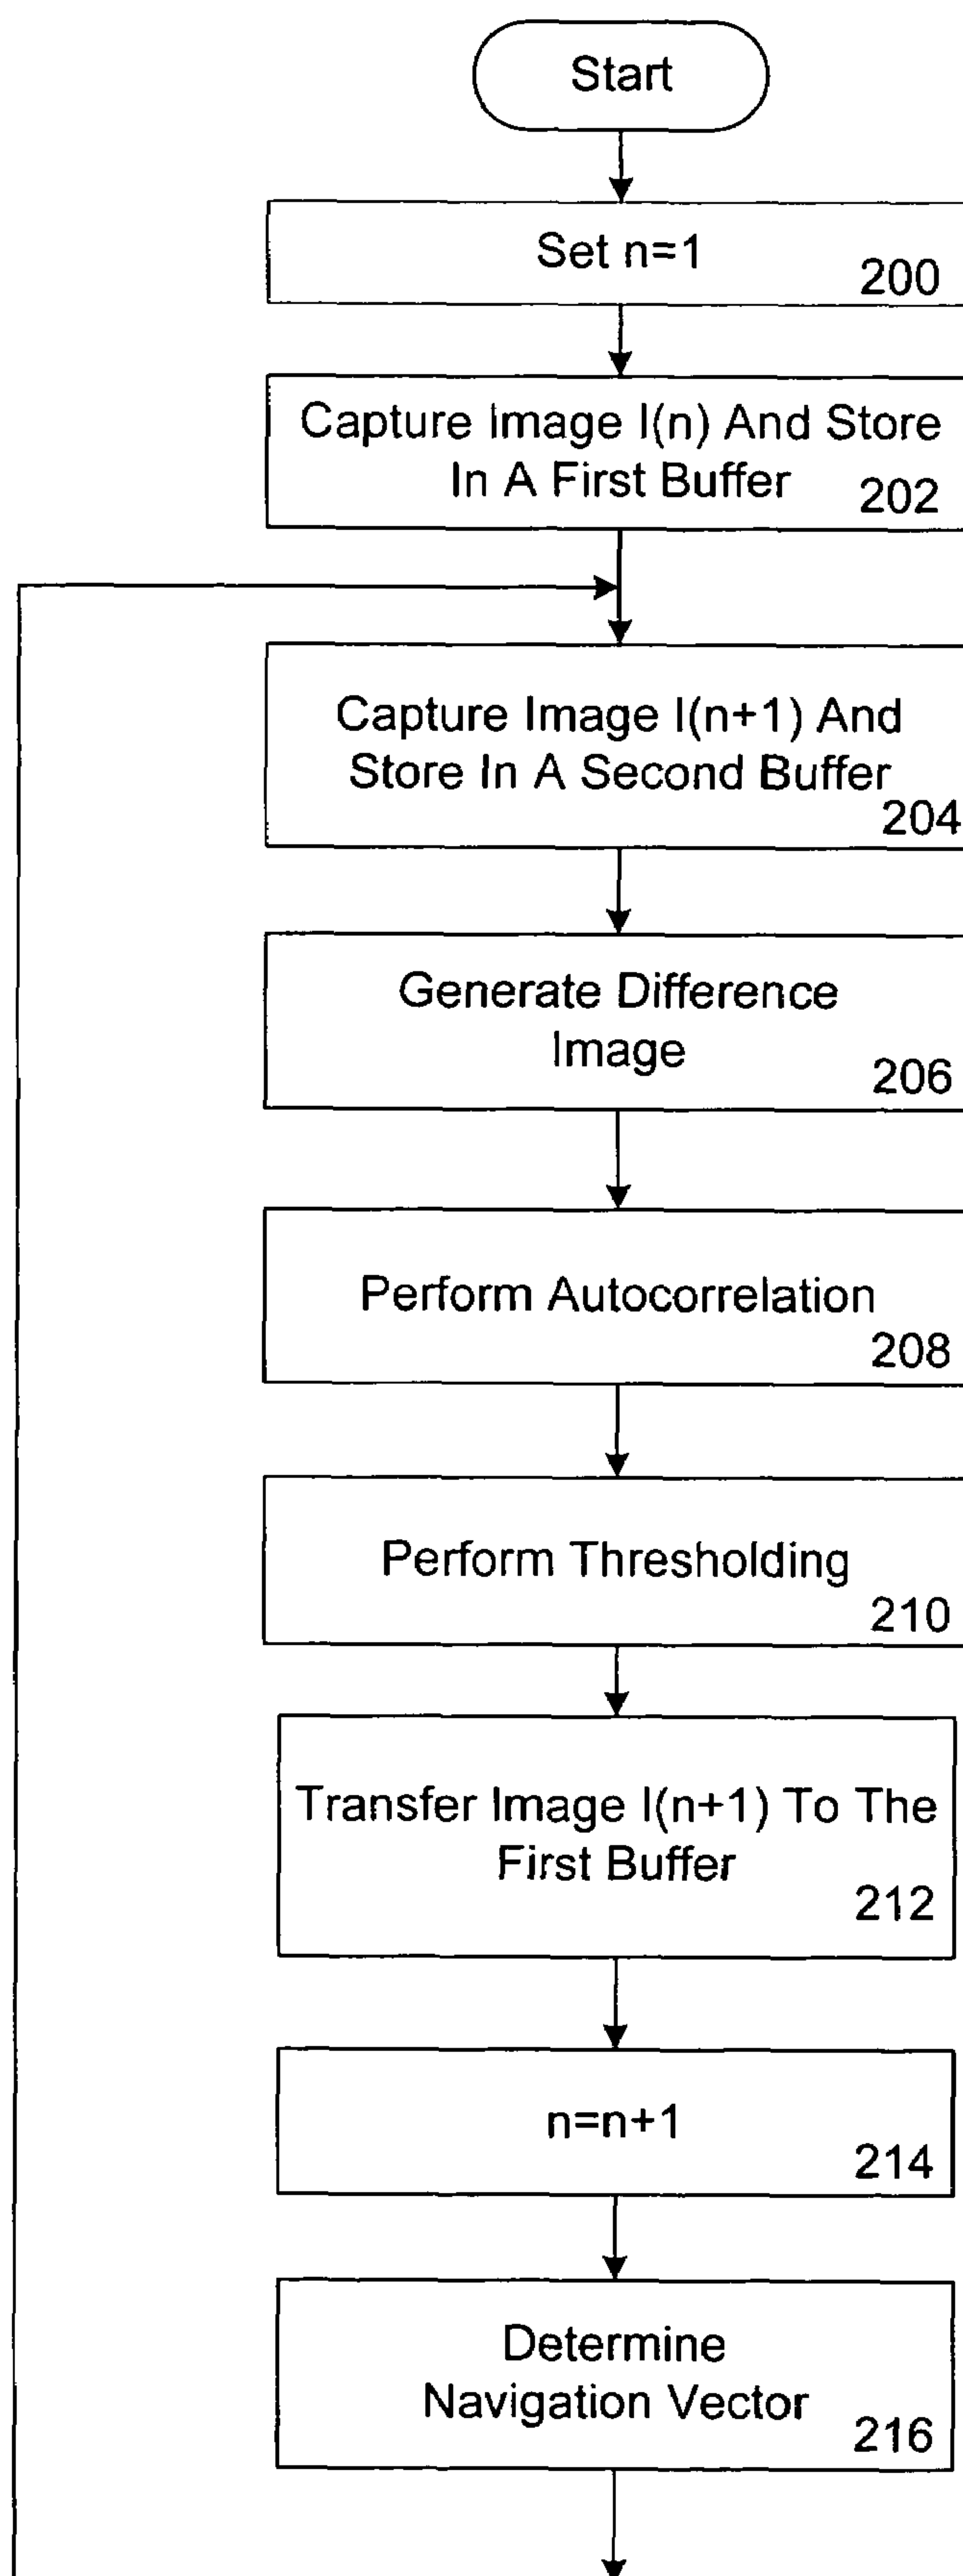 Start
Set n=1
200
Capture Image I(n) And Store
In A First Buffer
202
Capture Image I(n+1) And
Store In A Second Buffer
204
Generate Difference
Image
206
Perform Autocorrelation
208
Perform Thresholding
210
Transfer Image I(n+1) To The
First Buffer
212
n=n+1
214
Determine
Navigation Vector
216